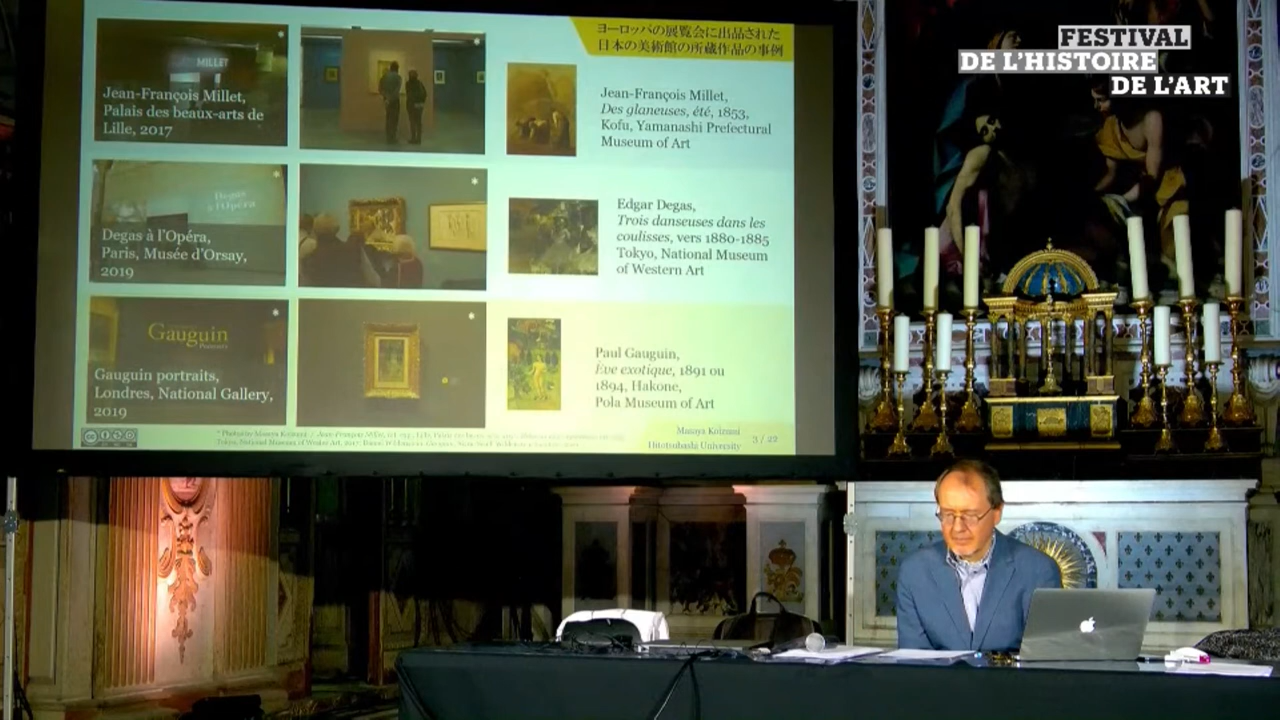 ヨーロッパの展覧会に出品された
日本の美術館の所蔵作品の事例
MILLET
Jean-François Millet,
Palais des beaux-arts de
Lille, 2017
Jean-François Millet,
Des glaneuses, été, 1853,
Kofu, Yamanashi Prefectural
Museum of Art
Degas
à l'Opéra
Degas à l'Opéra,
Paris, Musée d'Orsay,
2019
Edgar Degas,
Trois danseuses dans les
coulisses, vers 1880-1885
Tokyo, National Museum
of Western Art
Gauguin
Gauguin portraits,
Londres, National Gallery,
2019
Paul Gauguin,
Ève exotique, 1891 ou
1894, Hakone,
Pola Museum of Art
Hitotsubashi University
3 / 22
FESTIVAL
DE L'HISTOIRE
DE L'ART